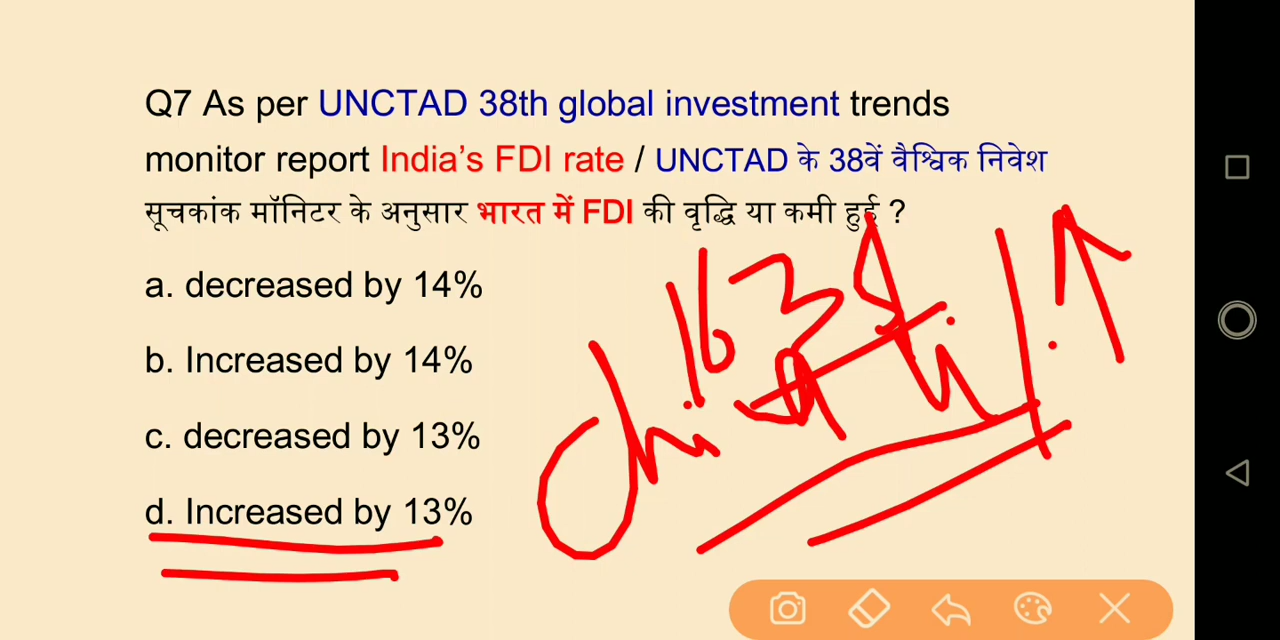 Q7 As per UNCTAD 38th global investment trends
monitor report India's FDI rate / UNCTAD के 38वें वैश्विक निवेश
सूचकांक मॉनिटर के अनुसार भारत में FDI की वृद्धि या कमी हुई ?
a. decreased by 14%
b. Increased by 14%
c. decreased by 13%
d. Increased by 13%
163